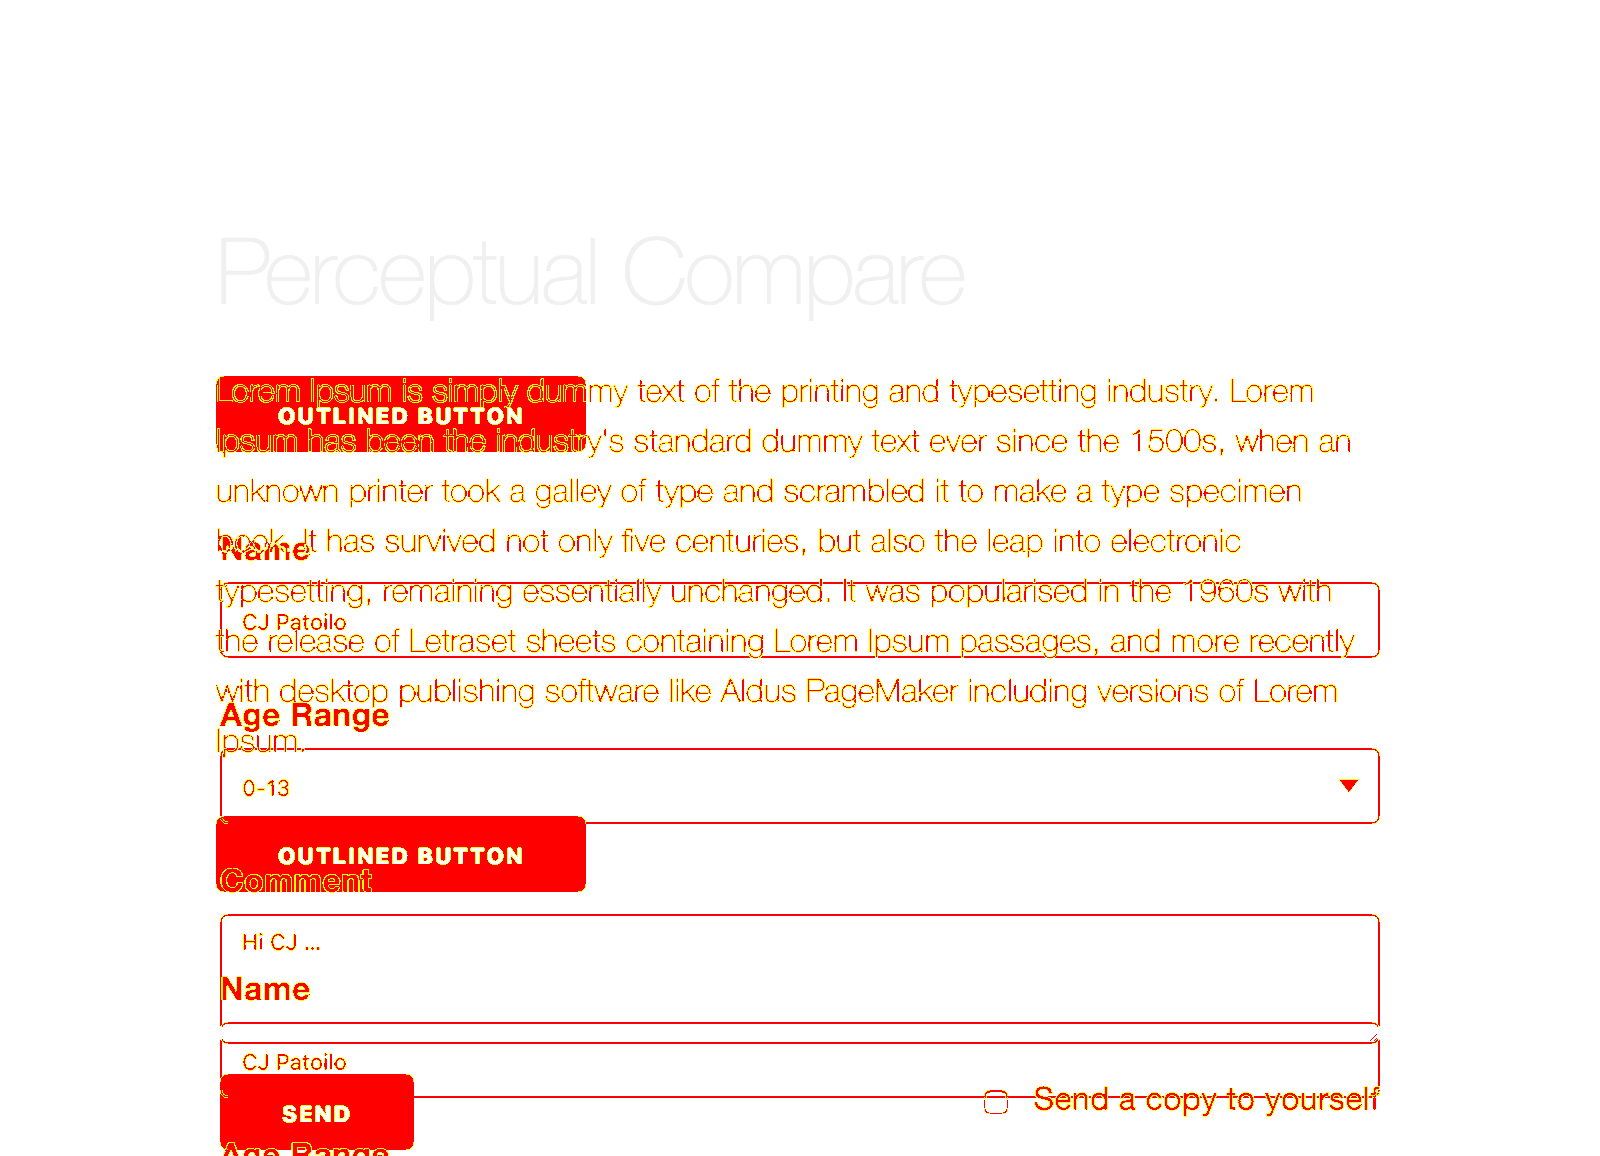 Perceptual Compare
Lorem Ipsum is simply dummy text of the printing and typesetting industry. Lorem
OUTLINED BUTTON
Ipsum has been the industry's standard dummy text ever since the 1500s, when an
unknown printer took a galley of type and scrambled it to make a type specimen
book. It has survived not only five centuries, but also the leap into electronic
Name
typesetting, remaining essentially unchanged. It was popularised in the 1960s with
CJ Patoilo
the release of Letraset sheets containing Lorem Ipsum passages, and more recently
with desktop publishing software like Aldus PageMaker including versions of Lorem
Age Range
Ipsum.
0-13
OUTLINED BUTTON
Comment
Hi CJ ...
Name
CJ Patoilo
Send a copy to yourself
SEND
Age Range